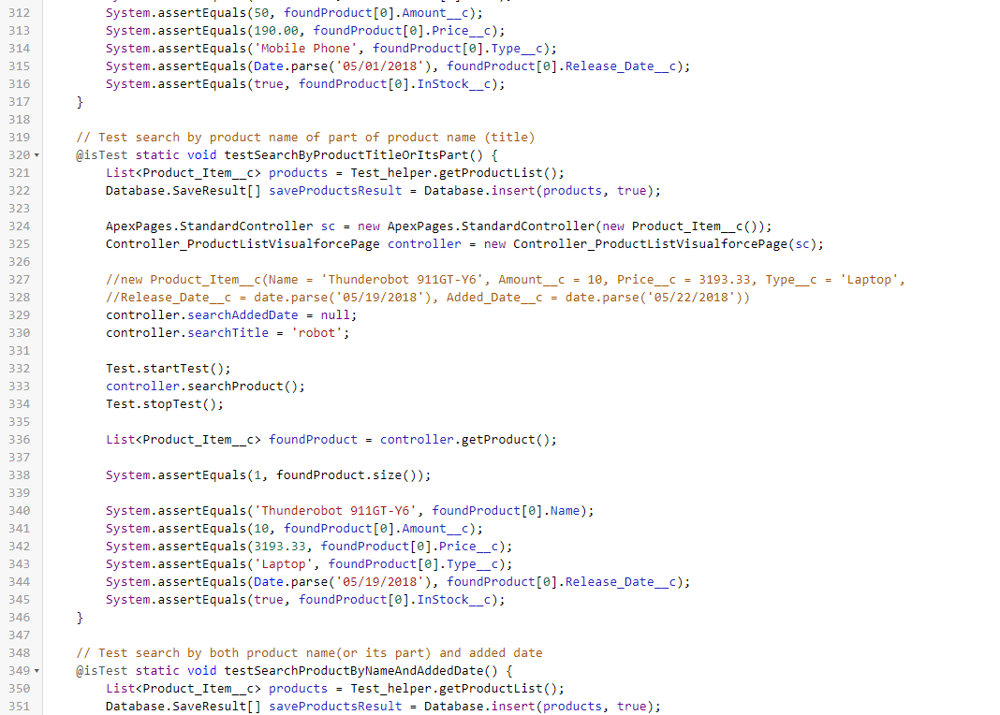 312 System.assertEquals(50, foundProduct[0].Amount__c);
313 System.assertEquals(190.00, foundProduct[0].Price__c);
314 System.assertEquals('Mobile Phone', foundProduct[0].Type__c);
315 System.assertEquals(Date.parse('05/01/2018'), foundProduct[0].Release_Date__c);
316 System.assertEquals(true, foundProduct[0].InStock__c);
317 }
318
319 // Test search by product name of part of product name (title)
320 @isTest static void testSearchByProductTitleOrItsPart() {
321 List<Product_Item__c> products = Test_helper.getProductList();
322 Database.SaveResult[] saveProductsResult = Database.insert(products, true);
323
324 ApexPages.StandardController sc = new ApexPages.StandardController(new Product_Item__c());
325 Controller_ProductListVisualforcePage controller = new Controller_ProductListVisualforcePage(sc);
326
327 //new Product_Item__c(Name = 'Thunderobot 911GT-Y6', Amount__c = 10, Price__c = 3193.33, Type__c = 'Laptop',
328 //Release_Date__c = date.parse('05/19/2018'), Added_Date__c = date.parse('05/22/2018'))
329 controller.searchAddedDate = null;
330 controller.searchTitle = 'robot';
331
332 Test.startTest();
333 controller.searchProduct();
334 Test.stopTest();
335
336 List<Product_Item__c> foundProduct = controller.getProduct();
337
338 System.assertEquals(1, foundProduct.size());
339
340 System.assertEquals('Thunderobot 911GT-Y6', foundProduct[0].Name);
341 System.assertEquals(10, foundProduct[0].Amount__c);
342 System.assertEquals(3193.33, foundProduct[0].Price__c);
343 System.assertEquals('Laptop', foundProduct[0].Type__c);
344 System.assertEquals(Date.parse('05/19/2018'), foundProduct[0].Release_Date__c);
345 System.assertEquals(true, foundProduct[0].InStock__c);
346 }
347
348 // Test search by both product name(or its part) and added date
349 @isTest static void testSearchProductByNameAndAddedDate() {
350 List<Product_Item__c> products = Test_helper.getProductList();
351 Database.SaveResult[] saveProductsResult = Database.insert(products, true);